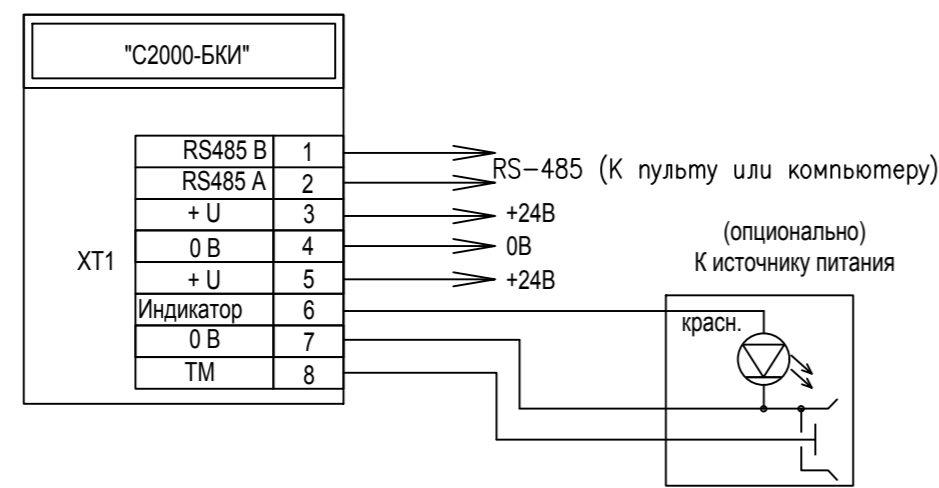 "С2000-БКИ"
RS485 B 1
RS485 A 2
RS-485 (К пульту или компьютеру)
+ U 3 +24В
0 В 4 0В
+ U 5 +24В
XT1
Индикатор 6
0 В 7
ТМ 8
(опционально)
К источнику питания
красн.